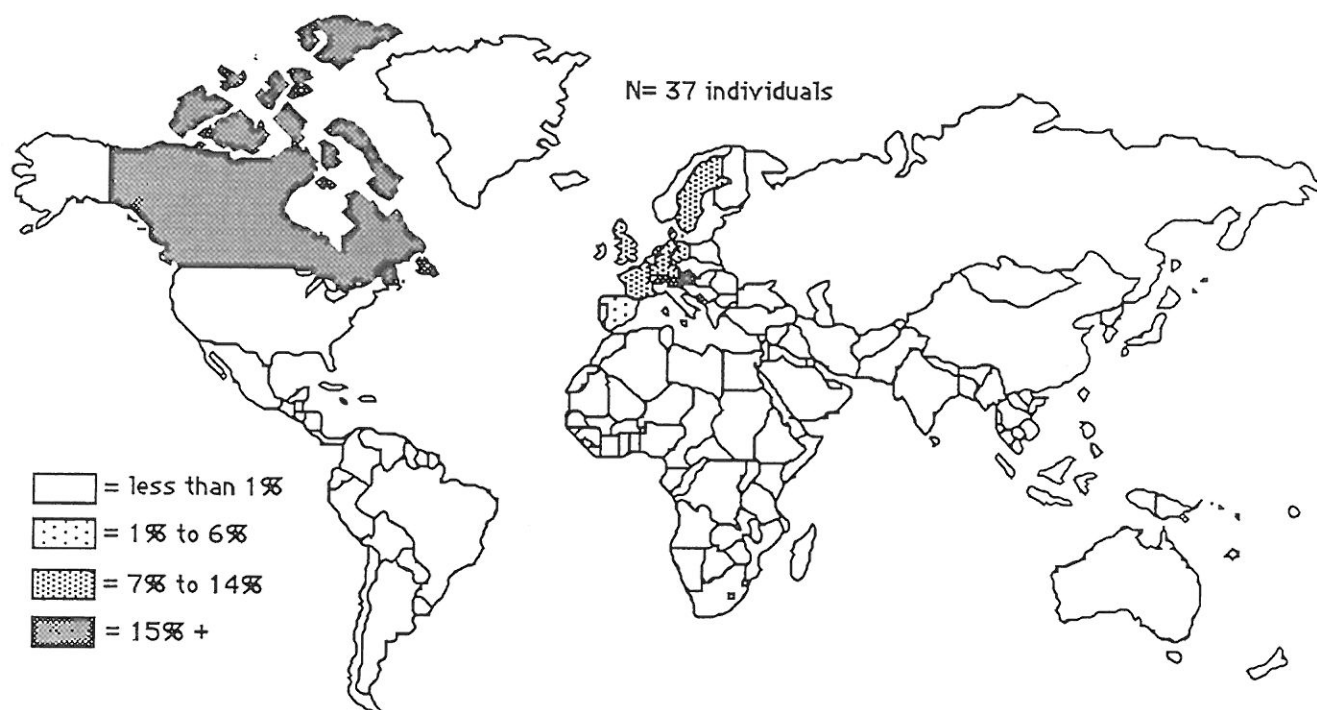 N= 37 individuals
= less than 1%
= 1% to 6%
= 7% to 14%
= 15% +